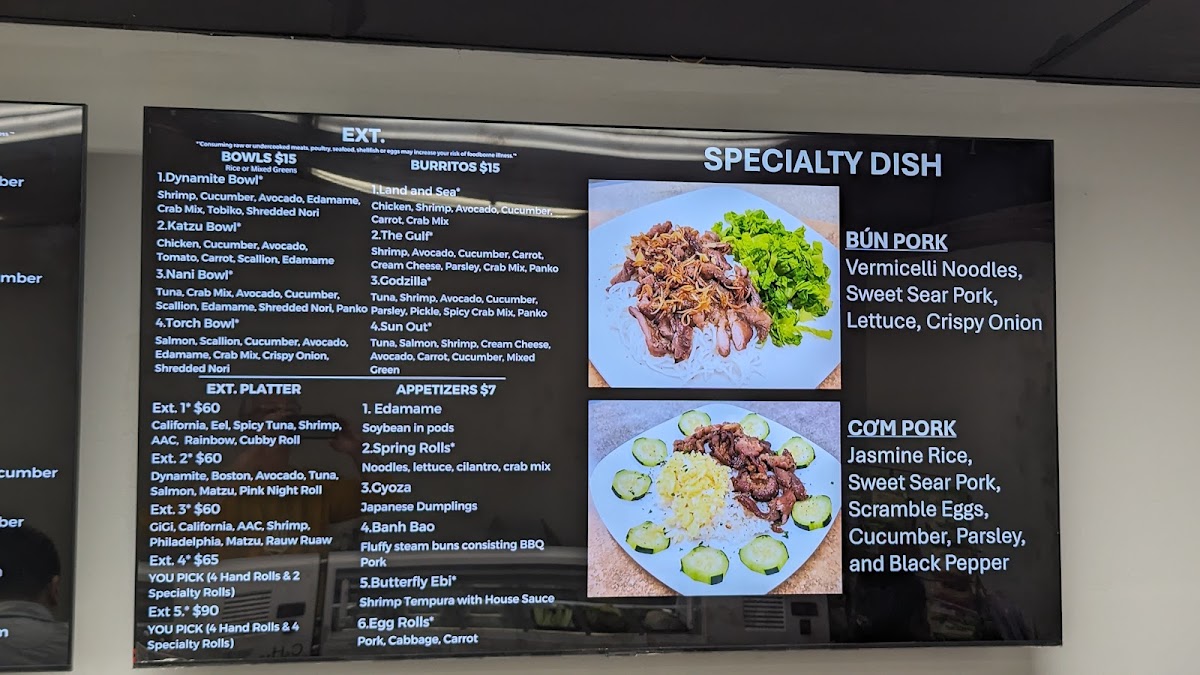 ber
mber
cumber
ber
m
EXT.
"Consuming raw or undercooked meats, poultry, seafood, shellfish or eggs may increase your risk of foodborne illness."
BOWLS $15
Rice or Mixed Greens
1.Dynamite Bowl*
Shrimp, Cucumber, Avocado, Edamame,
Crab Mix, Tobiko, Shredded Nori
2.Katzu Bowl*
Chicken, Cucumber, Avocado,
Tomato, Carrot, Scallion, Edamame
3.Nani Bowl*
Tuna, Crab Mix, Avocado, Cucumber,
Scallion, Edamame, Shredded Nori, Panko
4.Torch Bowl*
Salmon, Scallion, Cucumber, Avocado,
Edamame, Crab Mix, Crispy Onion,
Shredded Nori
BURRITOS $15
1.Land and Sea*
Chicken, Shrimp, Avocado, Cucumber,
Carrot, Crab Mix
2.The Gulf*
Shrimp, Avocado, Cucumber, Carrot,
Cream Cheese, Parsley, Crab Mix, Panko
3.Godzilla*
Tuna, Shrimp, Avocado, Cucumber,
Parsley, Pickle, Spicy Crab Mix, Panko
4.Sun Out*
Tuna, Salmon, Shrimp, Cream Cheese,
Avocado, Carrot, Cucumber, Mixed
Green
EXT. PLATTER
Ext. 1* $60
California, Eel, Spicy Tuna, Shrimp,
AAC, Rainbow, Cubby Roll
Ext. 2* $60
Dynamite, Boston, Avocado, Tuna,
Salmon, Matzu, Pink Night Roll
Ext. 3* $60
GiGi, California, AAC, Shrimp,
Philadelphia, Matzu, Rauw Ruaw
Ext. 4* $65
YOU PICK (4 Hand Rolls & 2
Specialty Rolls)
Ext 5.* $90
YOU PICK (4 Hand Rolls & 4
Specialty Rolls)
APPETIZERS $7
1. Edamame
Soybean in pods
2.Spring Rolls*
Noodles, lettuce, cilantro, crab mix
3.Gyoza
Japanese Dumplings
4.Banh Bao
Fluffy steam buns consisting BBQ
Pork
5.Butterfly Ebi*
Shrimp Tempura with House Sauce
6.Egg Rolls*
Pork, Cabbage, Carrot
SPECIALTY DISH
BÚN PORK
Vermicelli Noodles,
Sweet Sear Pork,
Lettuce, Crispy Onion
CƠM PORK
Jasmine Rice,
Sweet Sear Pork,
Scramble Eggs,
Cucumber, Parsley,
and Black Pepper